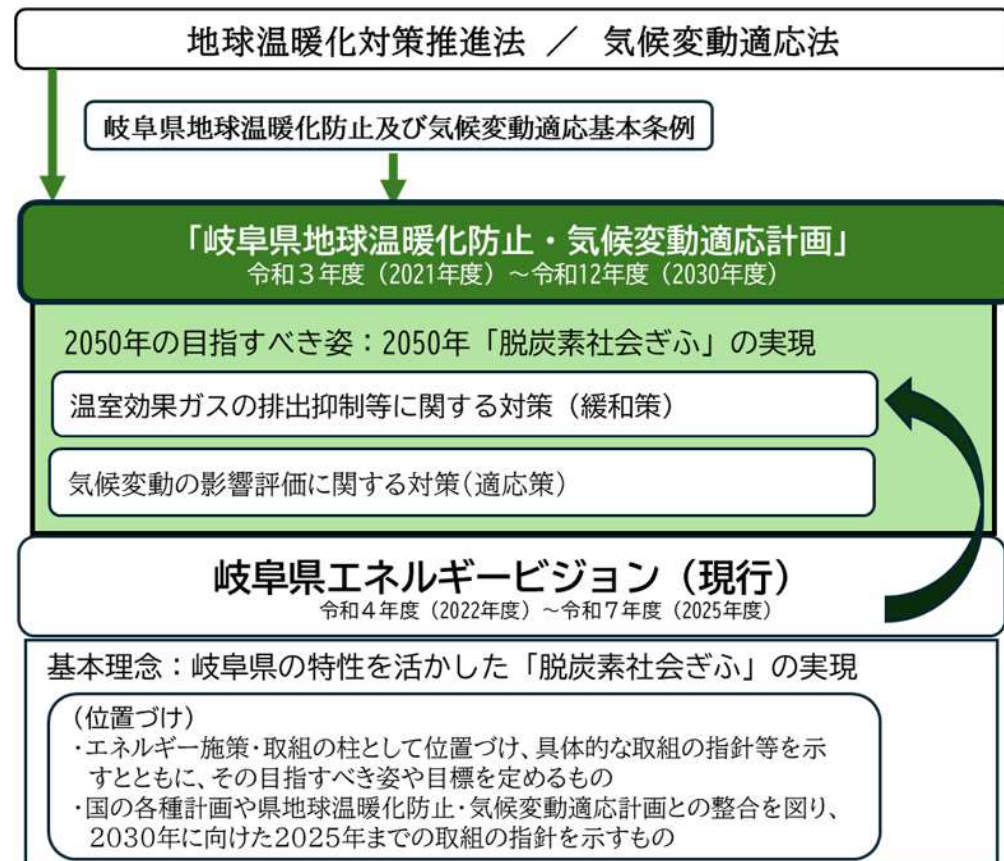 地球温暖化対策推進法 ／ 気候変動適応法
岐阜県地球温暖化防止及び気候変動適応基本条例
「岐阜県地球温暖化防止・気候変動適応計画」
令和３年度（2021年度）～令和12年度（2030年度）
2050年の目指すべき姿：2050年「脱炭素社会ぎふ」の実現
温室効果ガスの排出抑制等に関する対策（緩和策）
気候変動の影響評価に関する対策（適応策）
岐阜県エネルギービジョン（現行）
令和４年度（2022年度）～令和７年度（2025年度）
基本理念：岐阜県の特性を活かした「脱炭素社会ぎふ」の実現
（位置づけ）
・エネルギー施策・取組の柱として位置づけ、具体的な取組の指針等を示
すとともに、その目指すべき姿や目標を定めるもの
・国の各種計画や県地球温暖化防止・気候変動適応計画との整合を図り、
2030年に向けた2025年までの取組の指針を示すもの